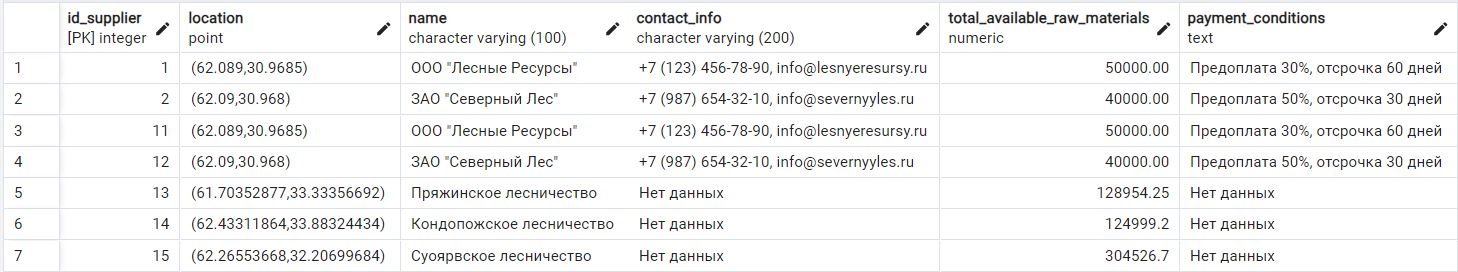 id_supplier location name contact_info total_available_raw_materials payment_conditions
[PK] integer point character varying (100) character varying (200) numeric text
1 1 (62.089,30.9685) ООО "Лесные Ресурсы" +7 (123) 456-78-90, info@lesnyeresursy.ru 50000.00 Предоплата 30%, отсрочка 60 дней
2 2 (62.09,30.968) ЗАО "Северный Лес" +7 (987) 654-32-10, info@severnyyles.ru 40000.00 Предоплата 50%, отсрочка 30 дней
3 11 (62.089,30.9685) ООО "Лесные Ресурсы" +7 (123) 456-78-90, info@lesnyeresursy.ru 50000.00 Предоплата 30%, отсрочка 60 дней
4 12 (62.09,30.968) ЗАО "Северный Лес" +7 (987) 654-32-10, info@severnyyles.ru 40000.00 Предоплата 50%, отсрочка 30 дней
5 13 (61.70352877,33.33356692) Пряжинское лесничество Нет данных 128954.25 Нет данных
6 14 (62.43311864,33.88324434) Кондопожское лесничество Нет данных 124999.2 Нет данных
7 15 (62.26553668,32.20699684) Суоярвское лесничество Нет данных 304526.7 Нет данных